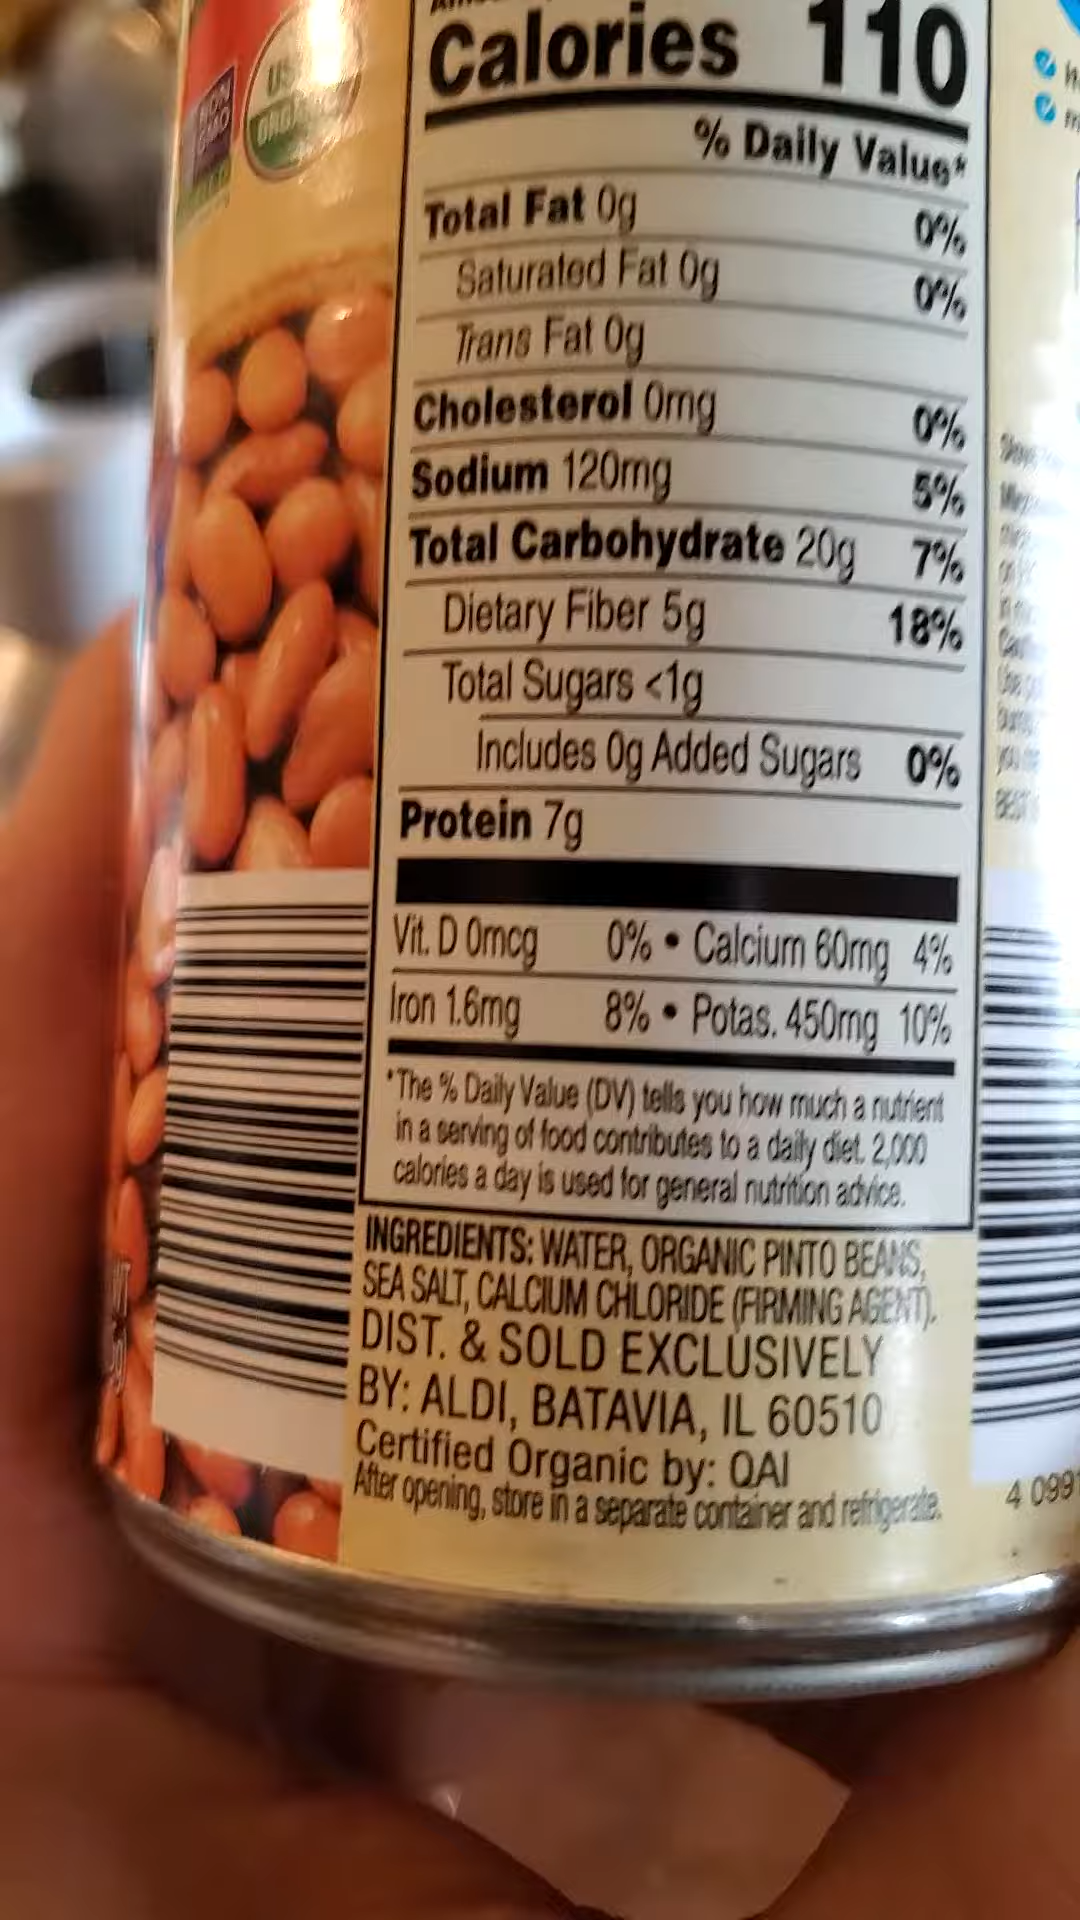 Calories 110
% Daily Value*
Total Fat 0g 0%
Saturated Fat 0g 0%
Trans Fat 0g
Cholesterol 0mg 0%
Sodium 120mg 5%
Total Carbohydrate 20g 7%
Dietary Fiber 5g 18%
Total Sugars <1g
Includes 0g Added Sugars 0%
Protein 7g
Vit. D 0mcg 0% • Calcium 60mg 4%
Iron 1.6mg 8% • Potas. 450mg 10%
*The % Daily Value (DV) tells you how much a nutrient
in a serving of food contributes to a daily diet. 2,000
calories a day is used for general nutrition advice.
INGREDIENTS: WATER, ORGANIC PINTO BEANS,
SEA SALT, CALCIUM CHLORIDE (FIRMING AGENT).
DIST. & SOLD EXCLUSIVELY
BY: ALDI, BATAVIA, IL 60510
Certified Organic by: QAI
After opening, store in a separate container and refrigerate.
NON
GMO
ORGANIC
4 099